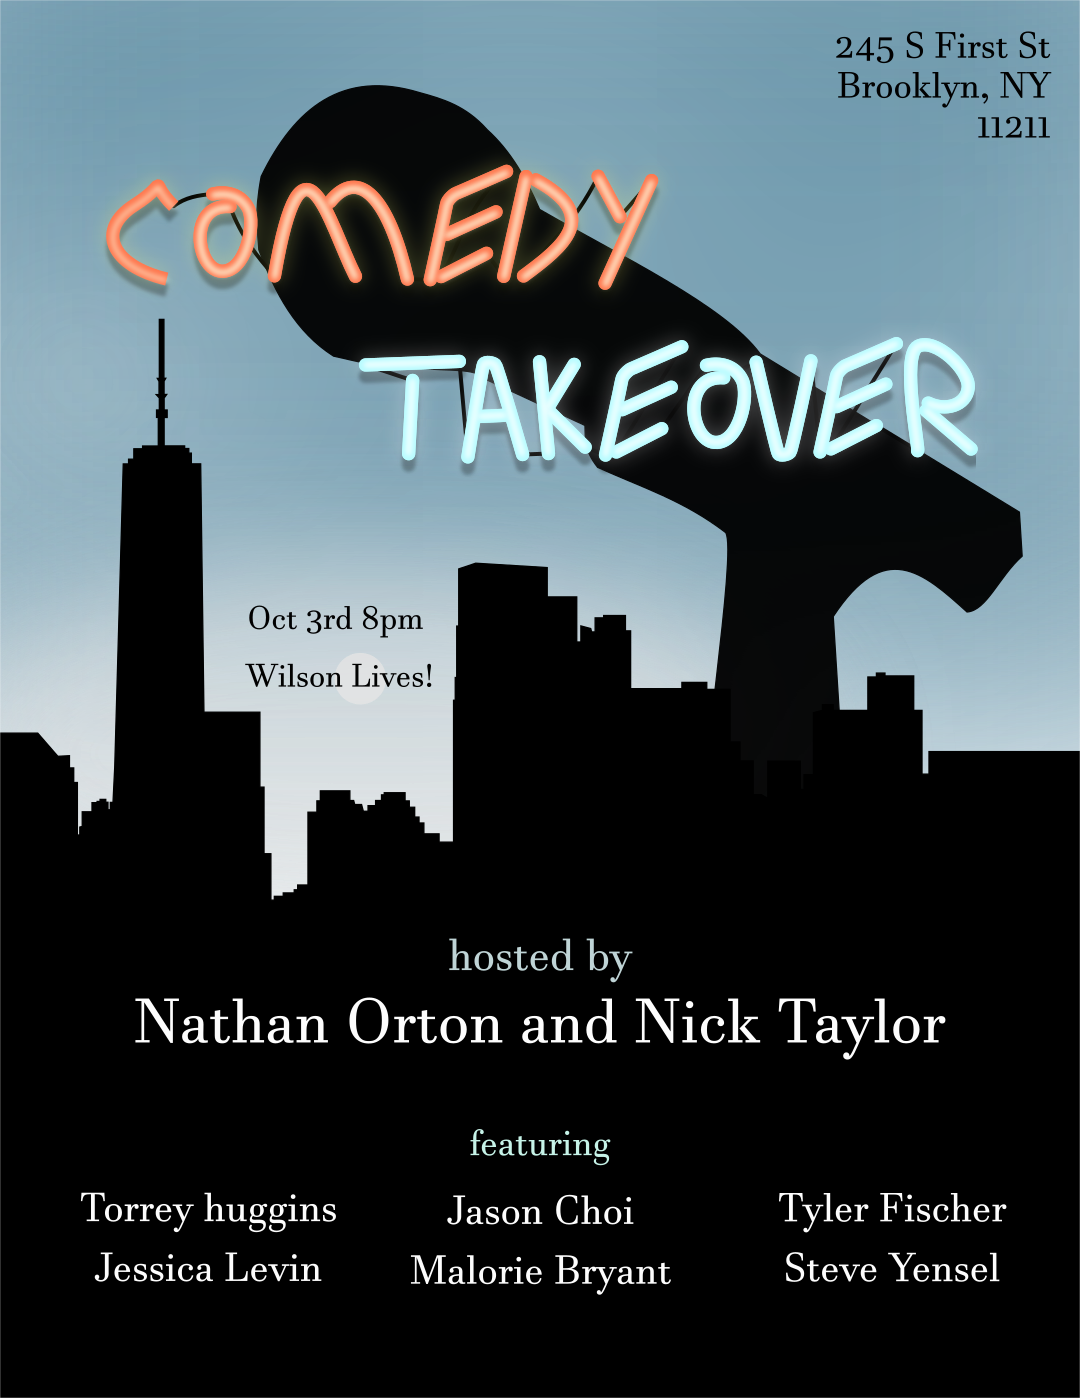 245 S First St
Brooklyn, NY
11211
COMEDY
TAKEOVER
Oct 3rd 8pm
Wilson Lives!
hosted by
Nathan Orton and Nick Taylor
featuring
Torrey huggins
Jason Choi
Tyler Fischer
Jessica Levin
Malorie Bryant
Steve Yensel